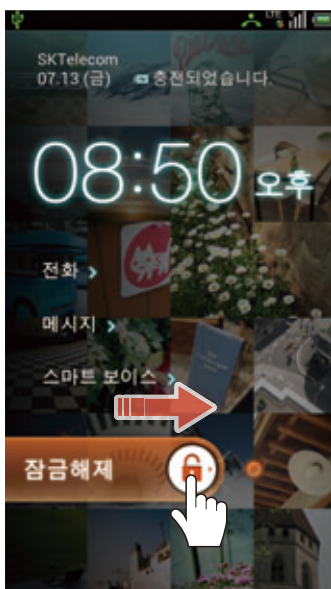 LTE
SKTelecom
07.13 (금) 충전되었습니다.
08:50 오후
전화
메시지
스마트 보이스
잠금해제